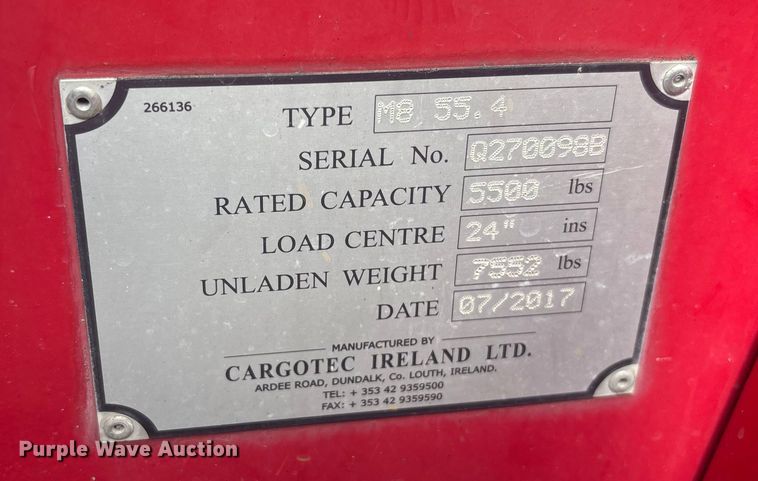 266136
TYPE M8 55.4
SERIAL No. Q270098B
RATED CAPACITY 5500 lbs
LOAD CENTRE 24" ins
UNLADEN WEIGHT 7552 lbs
DATE 07/2017
MANUFACTURED BY
CARGOTEC IRELAND LTD.
ARDEE ROAD, DUNDALK, Co. LOUTH, IRELAND.
TEL: + 353 42 9359500
FAX: + 353 42 9359590
Purple Wave Auction